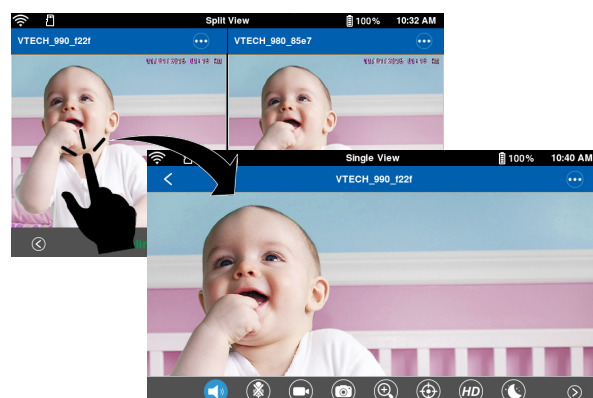 Split View
100%
10:32 AM
VTECH_990_f22f
VTECH_980_85e7
Single View
100%
10:40 AM
VTECH_990_f22f
HD